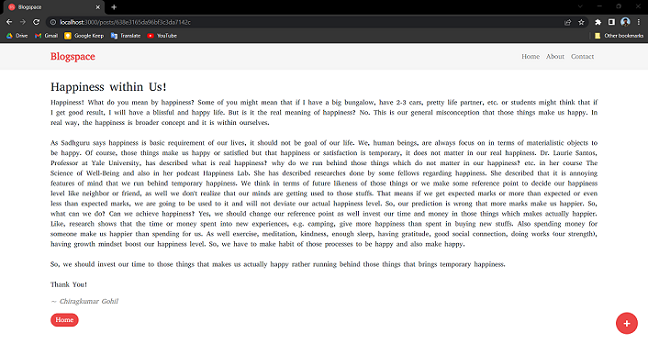 Blogspace
localhost:3000/posts/638e3165da96bf3c3da7142c
Drive Gmail Google Keep Translate YouTube Other bookmarks
Blogspace Home About Contact
Happiness within Us!
Happiness! What do you mean by happiness? Some of you might mean that if I have a big bungalow, have 2-3 cars, pretty life partner, etc. or students might think that if
I get good result, I will have a blissful and happy life. But is it the real meaning of happiness? No. This is our general misconception that those things make us happy. In
real way, the happiness is broader concept and it is within ourselves.
As Sadhguru says happiness is basic requirement of our lives, it should not be goal of our life. We, human beings, are always focus on in terms of materialistic objects to
be happy. Of course, those things make us happy or satisfied but that happiness or satisfaction is temporary, it does not matter in our real happiness. Dr. Laurie Santos,
Professor at Yale University, has described what is real happiness? why do we run behind those things which do not matter in our happiness? etc. in her course The
Science of Well-Being and also in her podcast Happiness Lab. She has described researches done by some fellows regarding happiness. She described that it is annoying
features of mind that we run behind temporary happiness. We think in terms of future likeness of those things or we make some reference point to decide our happiness
level like neighbor or friend, as well we don't realize that our minds are getting used to those stuffs. That means if we get expected marks or more than expected or even
less than expected marks, we are going to be used to it and will not deviate our actual happiness level. So, our prediction is wrong that more marks make us happier. So,
what can we do? Can we achieve happiness? Yes, we should change our reference point as well invest our time and money in those things which makes actually happier.
Like, research shows that the time or money spent into new experiences, e.g. camping, give more happiness than spent in buying new stuffs. Also spending money for
someone make us happier than spending for us. As well exercise, meditation, kindness, enough sleep, having gratitude, good social connection, doing works (our strength),
having growth mindset boost our happiness level. So, we have to make habit of those processes to be happy and also make happy.
So, we should invest our time to those things that makes us actually happy rather running behind those things that brings temporary happiness.
Thank You!
— Chiragkumar Gohil
Home
+